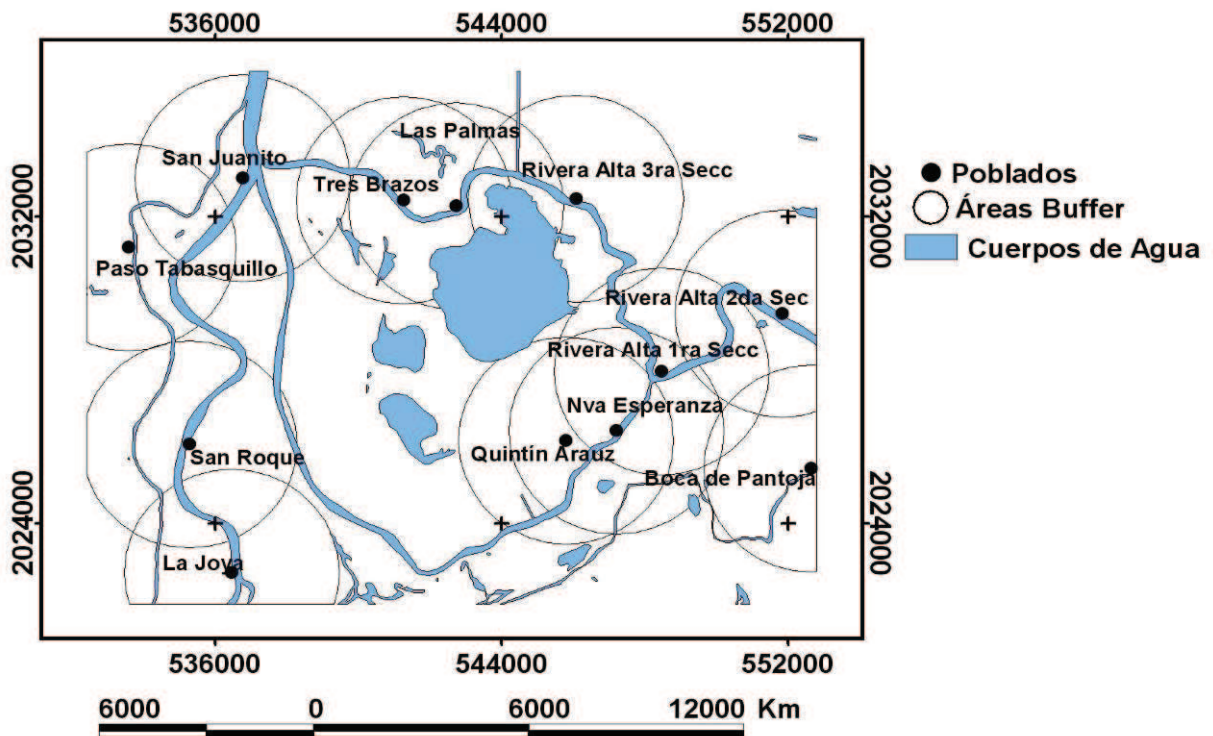 536000 544000 552000
Las Palmas
San Juanito
Rivera Alta 3ra Secc
Tres Brazos
Poblados
Áreas Buffer
Cuerpos de Agua
2032000
2032000
Paso Tabasquillo
Rivera Alta 2da Sec
Rivera Alta 1ra Secc
Nva Esperanza
Quintín Arauz
San Roque
Boca de Pantoja
2024000
2024000
La Joya
536000 544000 552000
6000 0 6000 12000 Km